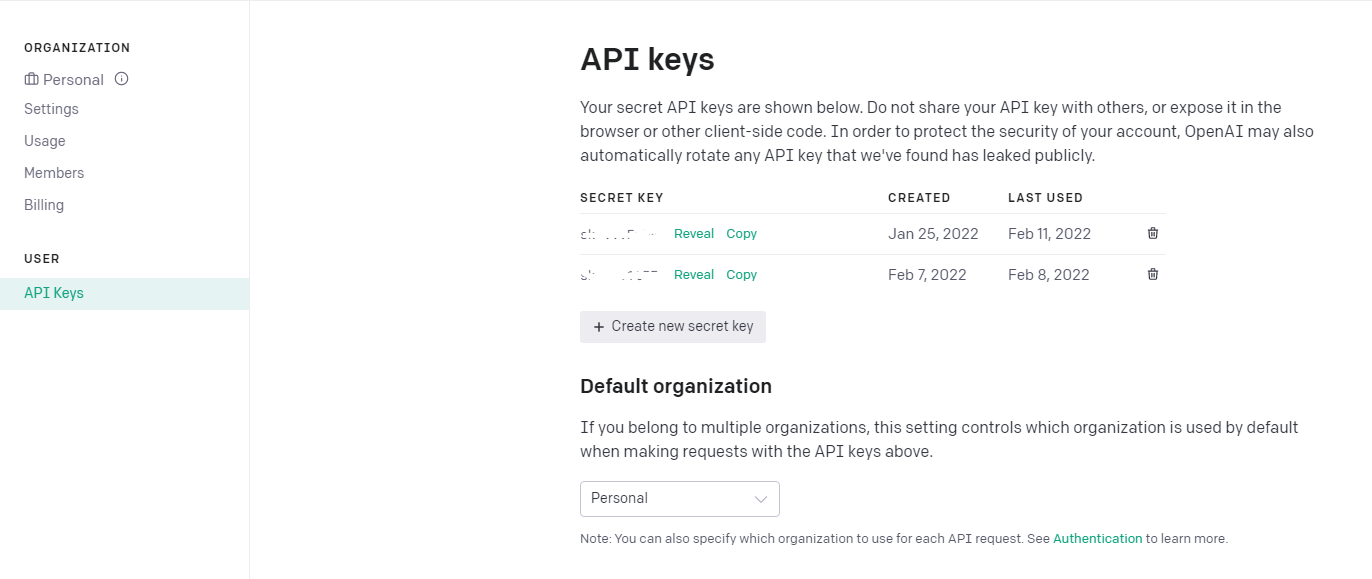 ORGANIZATION
Personal
Settings
Usage
Members
Billing
USER
API Keys
API keys
Your secret API keys are shown below. Do not share your API key with others, or expose it in the
browser or other client-side code. In order to protect the security of your account, OpenAI may also
automatically rotate any API key that we've found has leaked publicly.
SECRET KEY CREATED LAST USED
Reveal Copy Jan 25, 2022 Feb 11, 2022
Reveal Copy Feb 7, 2022 Feb 8, 2022
+ Create new secret key
Default organization
If you belong to multiple organizations, this setting controls which organization is used by default
when making requests with the API keys above.
Personal
Note: You can also specify which organization to use for each API request. See Authentication to learn more.